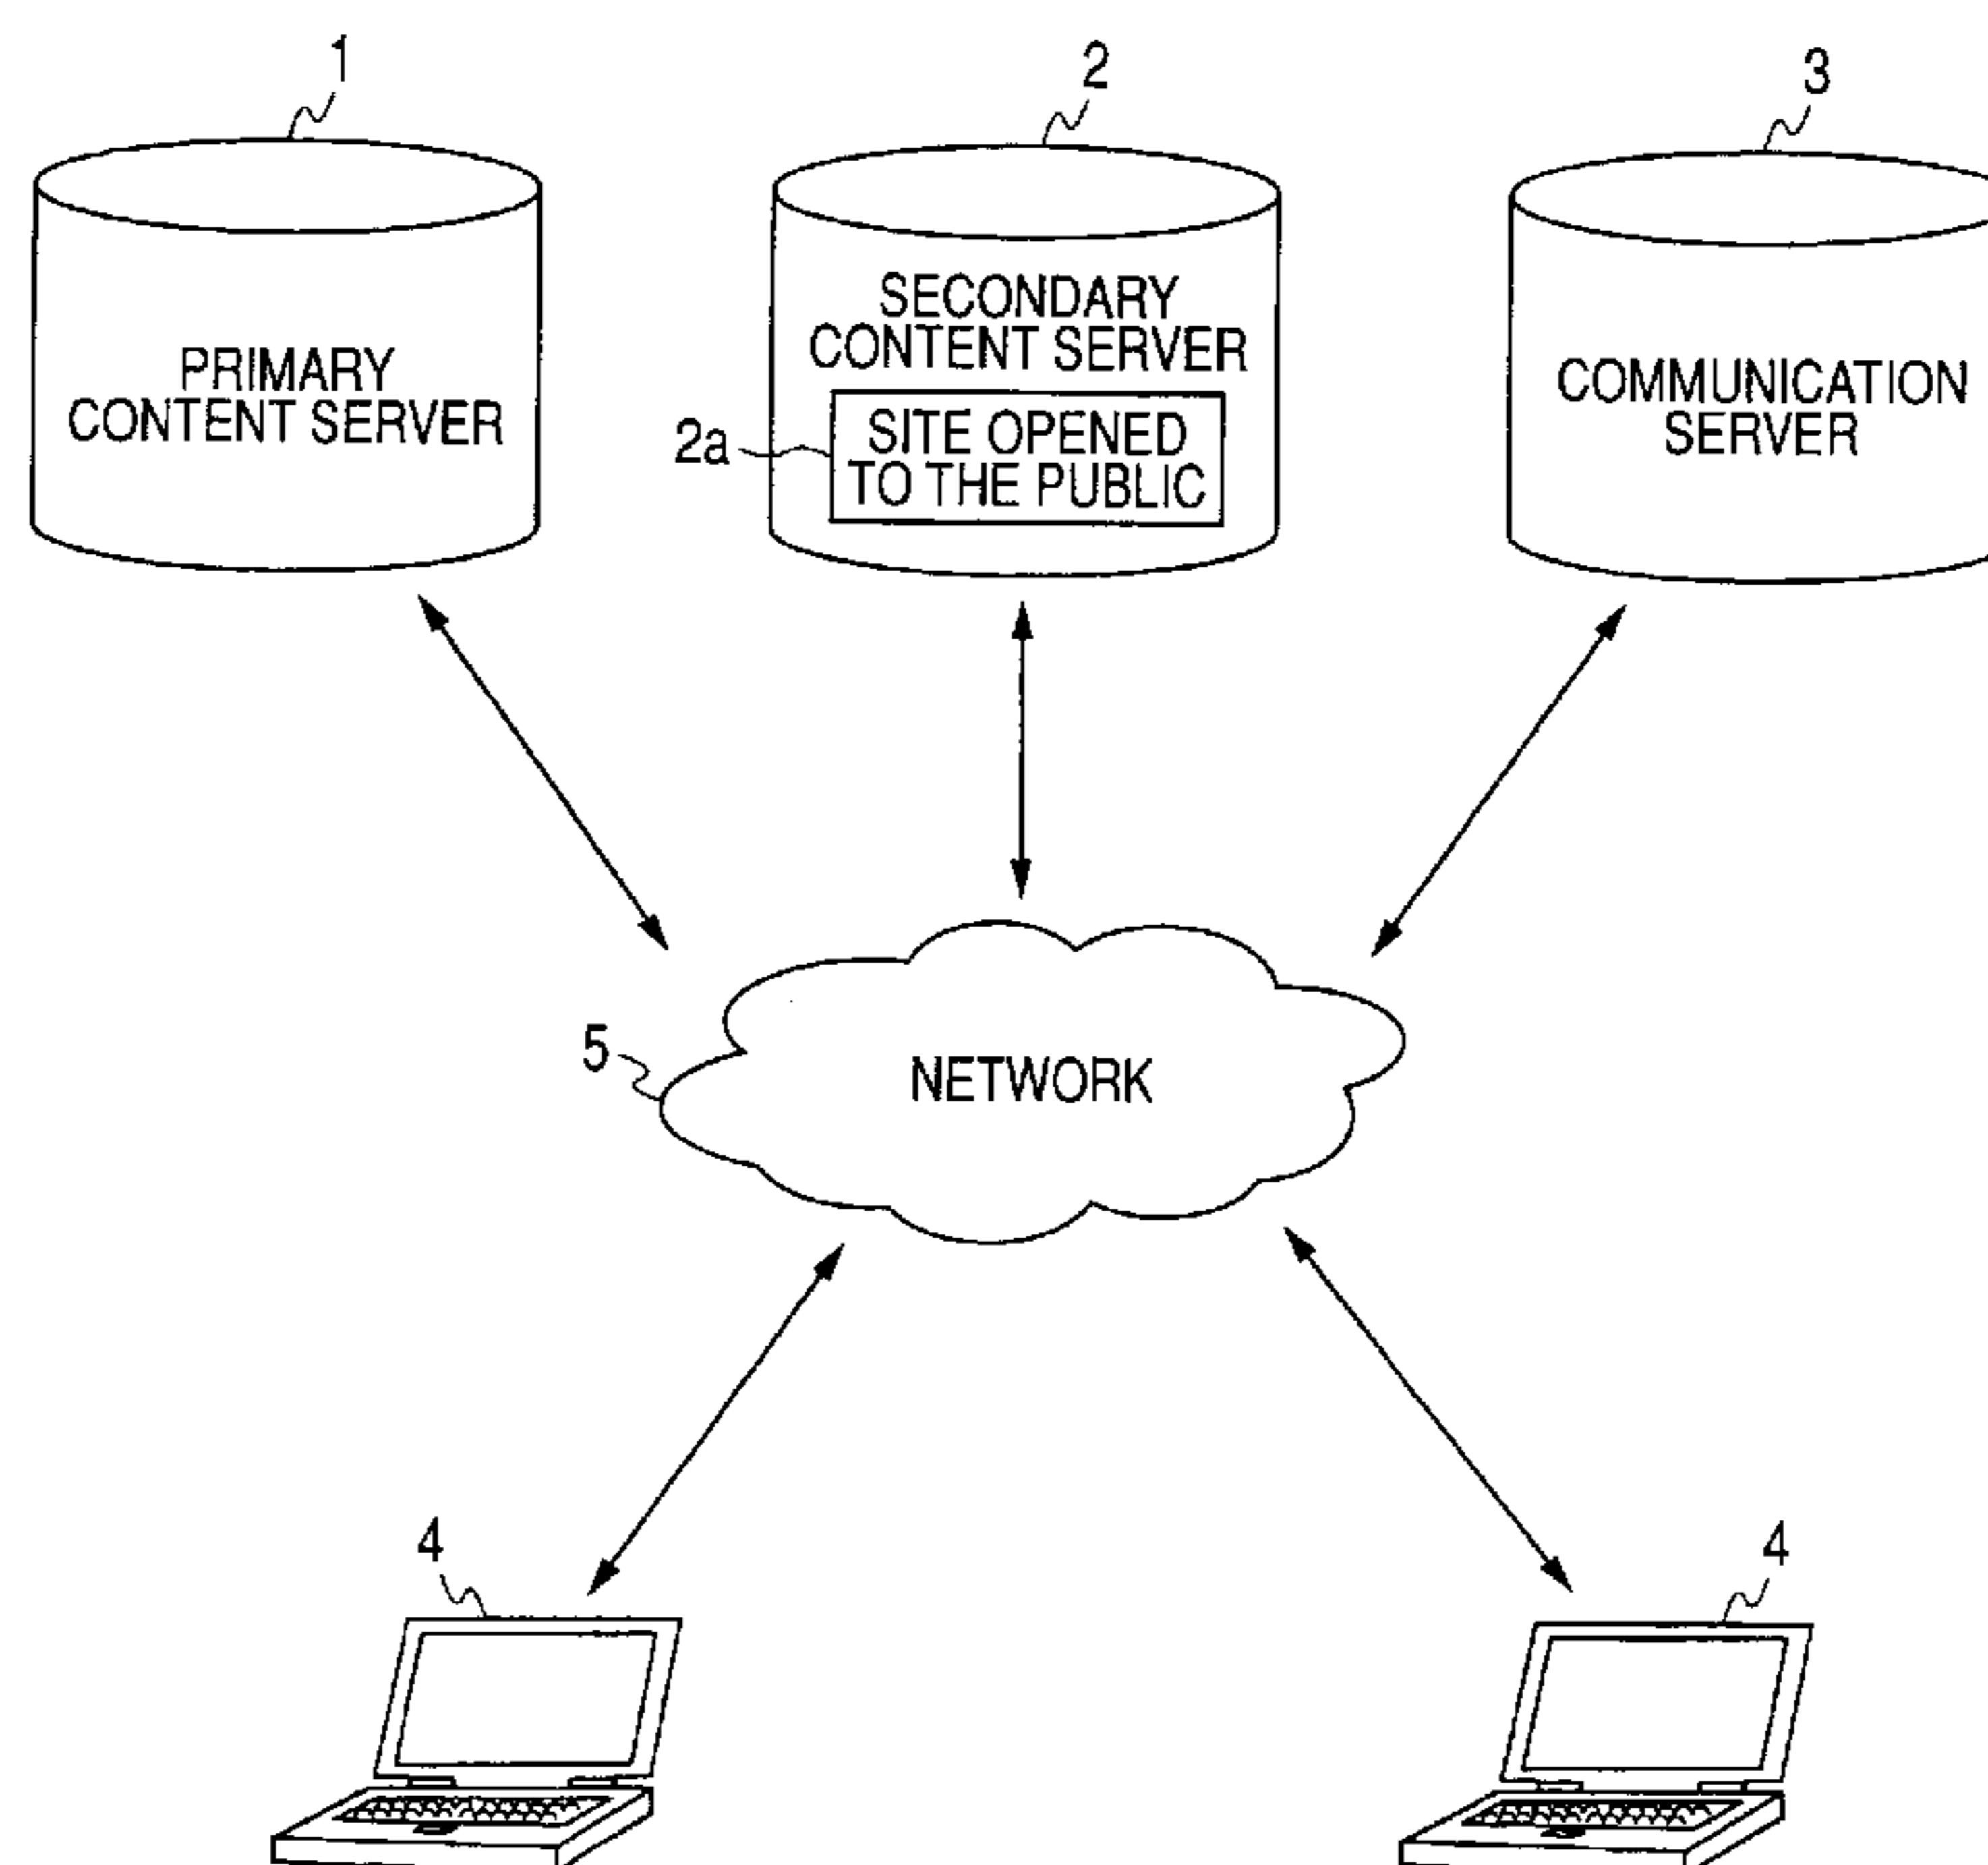 1
2
3
PRIMARY
CONTENT SERVER
SECONDARY
CONTENT SERVER
2a
SITE OPENED
TO THE PUBLIC
COMMUNICATION
SERVER
5
NETWORK
4
4